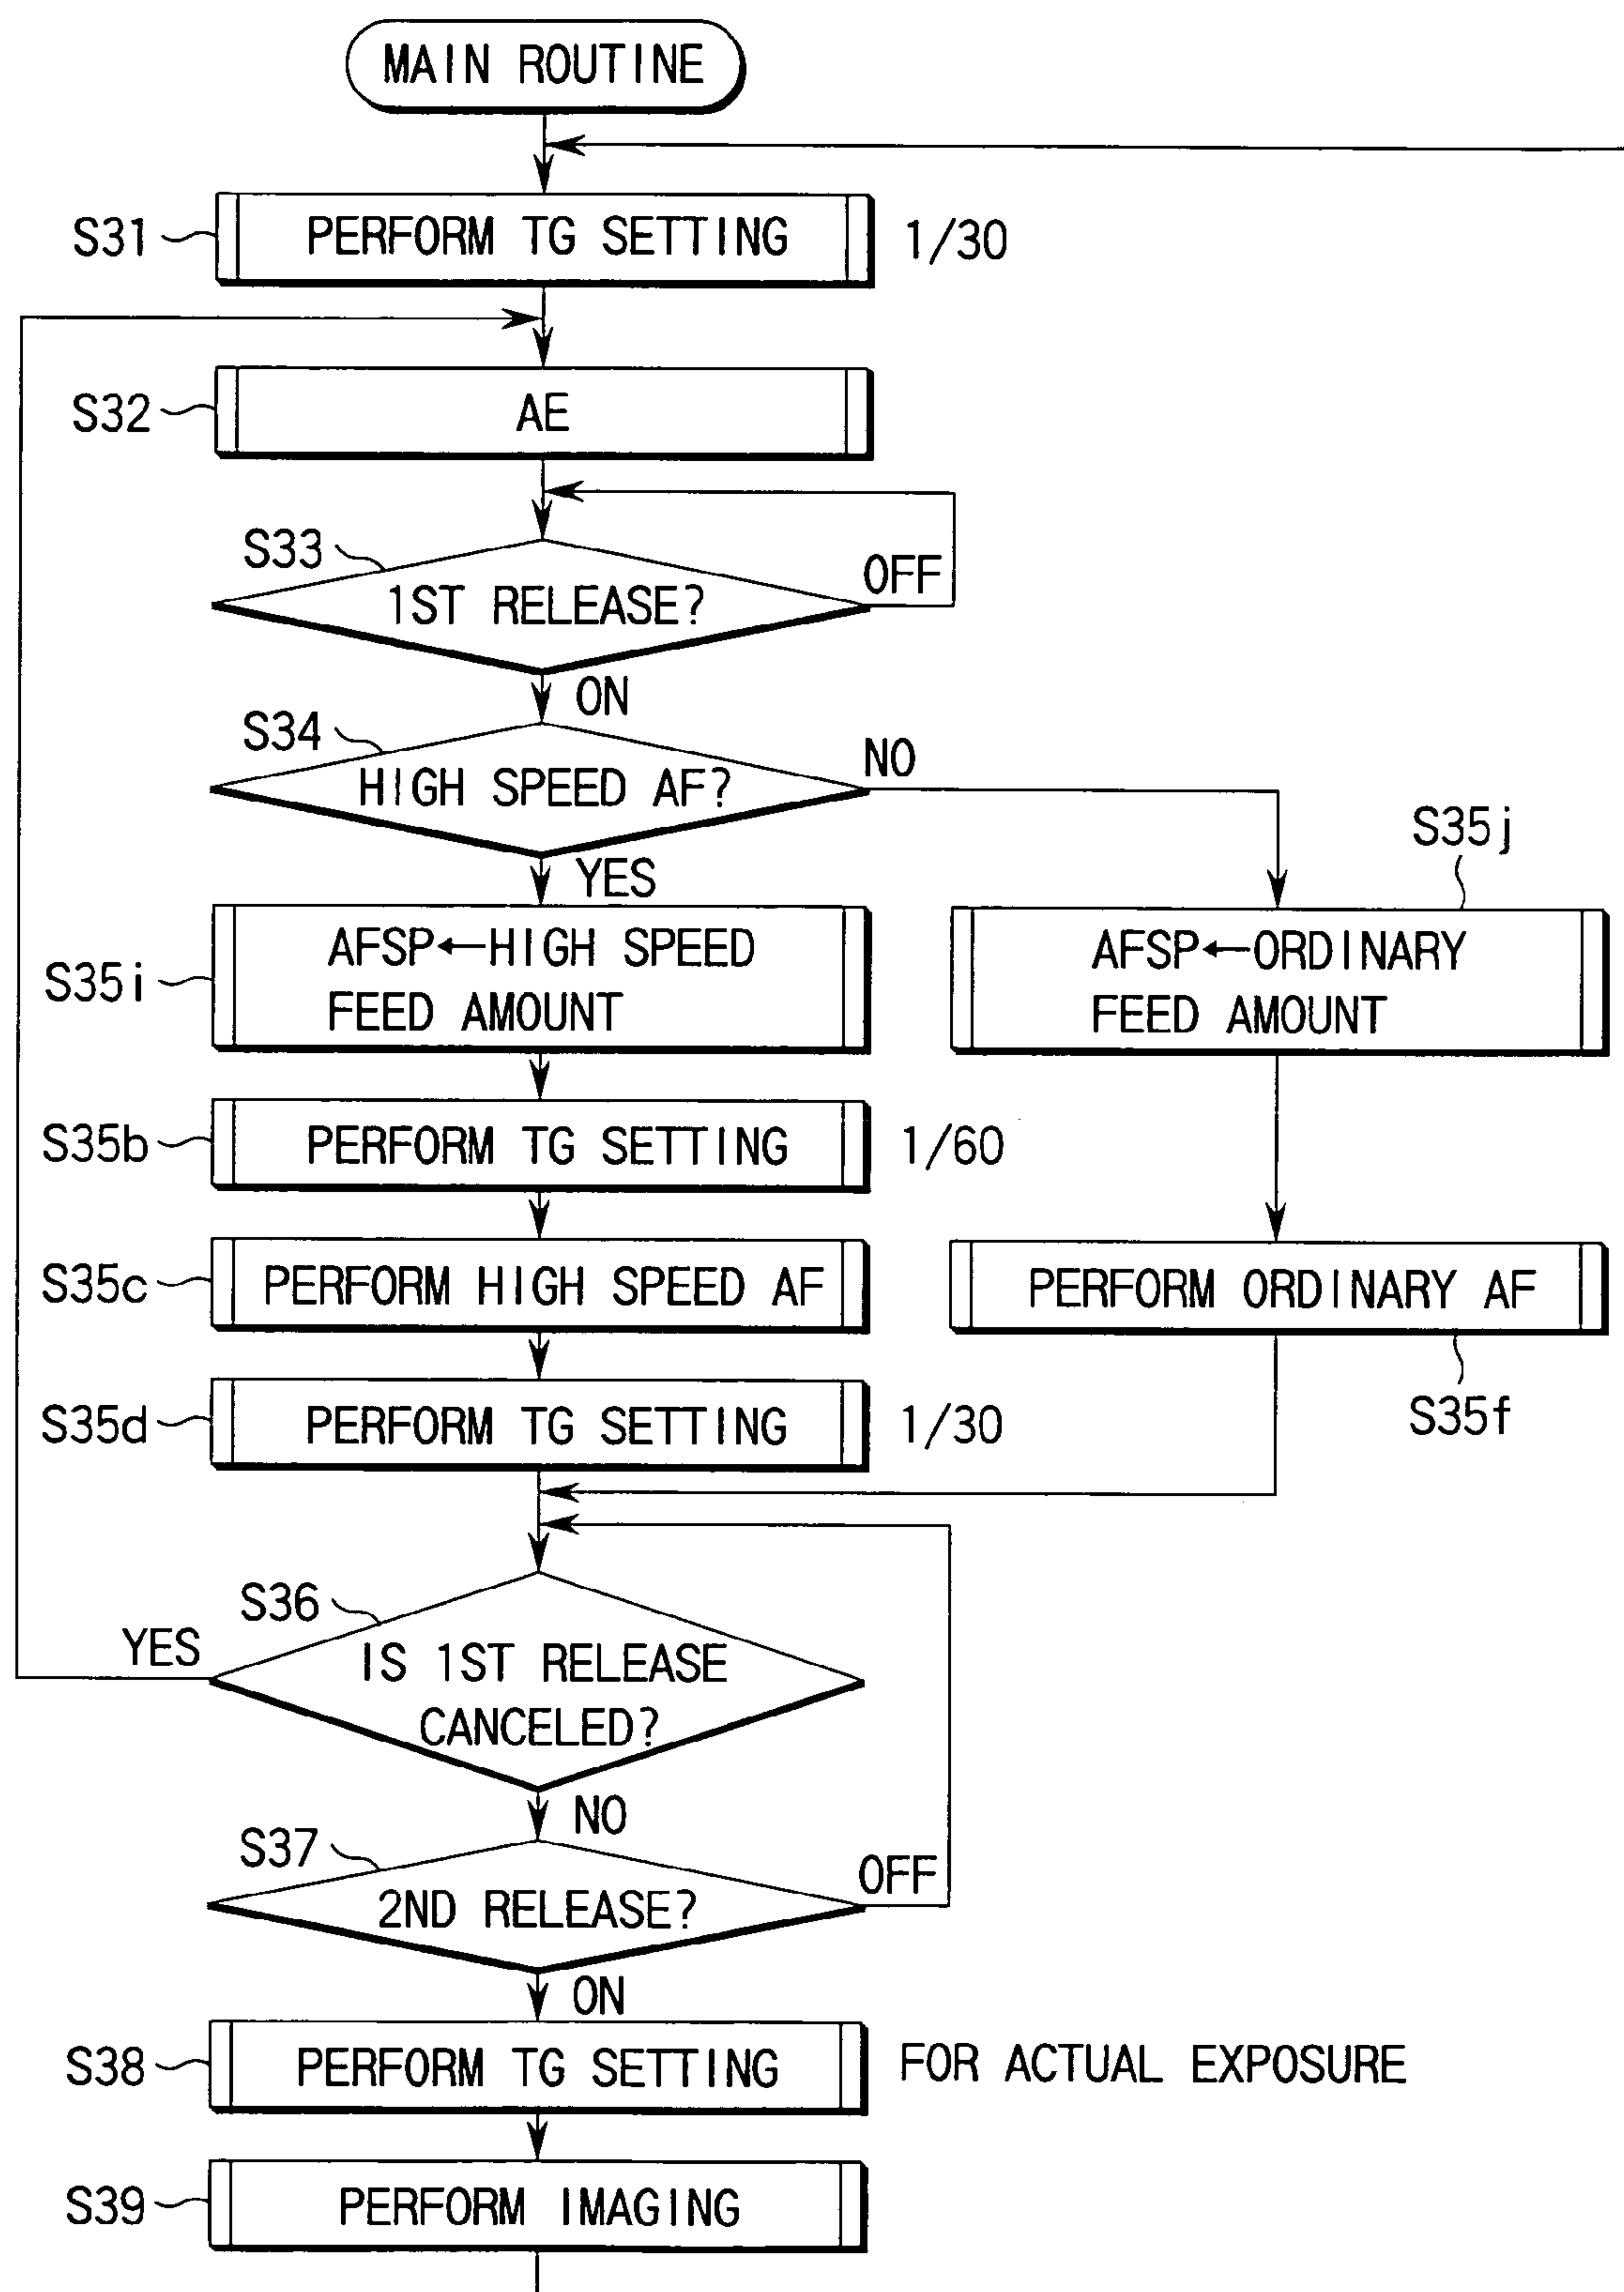 MAIN ROUTINE
S31
PERFORM TG SETTING
1/30
S32
AE
S33
1ST RELEASE?
OFF
ON
S34
HIGH SPEED AF?
NO
YES
S35i
AFSP←HIGH SPEED
FEED AMOUNT
S35j
AFSP←ORDINARY
FEED AMOUNT
S35b
PERFORM TG SETTING
1/60
S35c
PERFORM HIGH SPEED AF
PERFORM ORDINARY AF
S35f
S35d
PERFORM TG SETTING
1/30
S36
YES
IS 1ST RELEASE
CANCELED?
NO
S37
2ND RELEASE?
OFF
ON
S38
PERFORM TG SETTING
FOR ACTUAL EXPOSURE
S39
PERFORM IMAGING